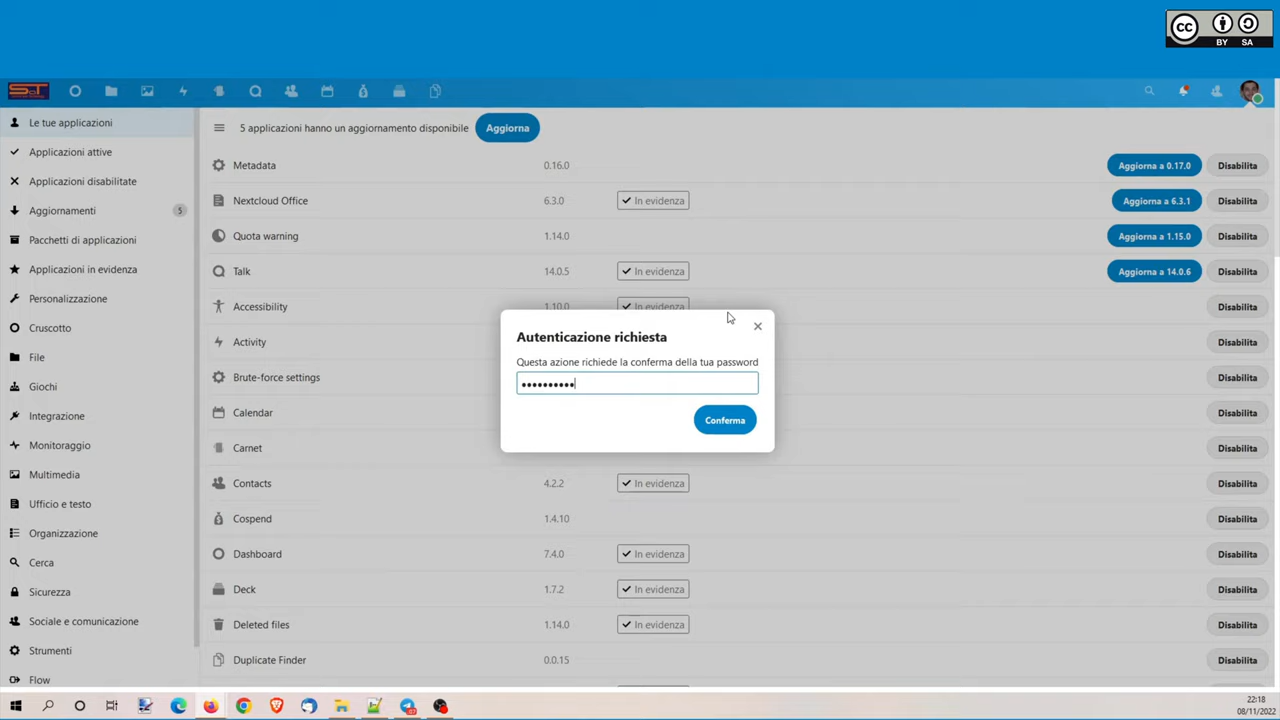 CC BY SA
SOT
Le tue applicazioni
5 applicazioni hanno un aggiornamento disponibile Aggiorna
Applicazioni attive
Applicazioni disabilitate
Aggiornamenti 5
Pacchetti di applicazioni
Applicazioni in evidenza
Personalizzazione
Cruscotto
File
Giochi
Integrazione
Monitoraggio
Multimedia
Ufficio e testo
Organizzazione
Cerca
Sicurezza
Sociale e comunicazione
Strumenti
Flow
Metadata 0.16.0 Aggiorna a 0.17.0 Disabilita
Nextcloud Office 6.3.0 In evidenza Aggiorna a 6.3.1 Disabilita
Quota warning 1.14.0 Aggiorna a 1.15.0 Disabilita
Talk 14.0.5 In evidenza Aggiorna a 14.0.6 Disabilita
Accessibility 1.10.0 In evidenza Disabilita
Activity Disabilita
Brute-force settings Disabilita
Calendar Disabilita
Carnet Disabilita
Contacts 4.2.2 In evidenza Disabilita
Cospend 1.4.10 Disabilita
Dashboard 7.4.0 In evidenza Disabilita
Deck 1.7.2 In evidenza Disabilita
Deleted files 1.14.0 In evidenza Disabilita
Duplicate Finder 0.0.15 Disabilita
Autenticazione richiesta
Questa azione richiede la conferma della tua password
••••••••••
Conferma
22:18
08/11/2022